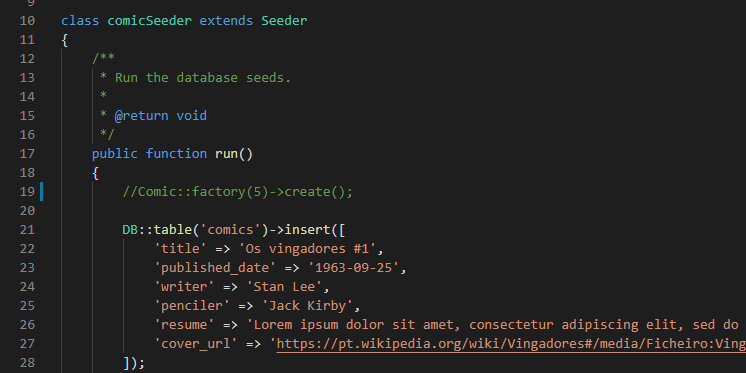 9
10 class comicSeeder extends Seeder
11 {
12 /**
13 * Run the database seeds.
14 *
15 * @return void
16 */
17 public function run()
18 {
19 //Comic::factory(5)->create();
20
21 DB::table('comics')->insert([
22 'title' => 'Os vingadores #1',
23 'published_date' => '1963-09-25',
24 'writer' => 'Stan Lee',
25 'penciler' => 'Jack Kirby',
26 'resume' => 'Lorem ipsum dolor sit amet, consectetur adipiscing elit, sed do
27 'cover_url' => 'https://pt.wikipedia.org/wiki/Vingadores#/media/Ficheiro:Ving
28 ]);